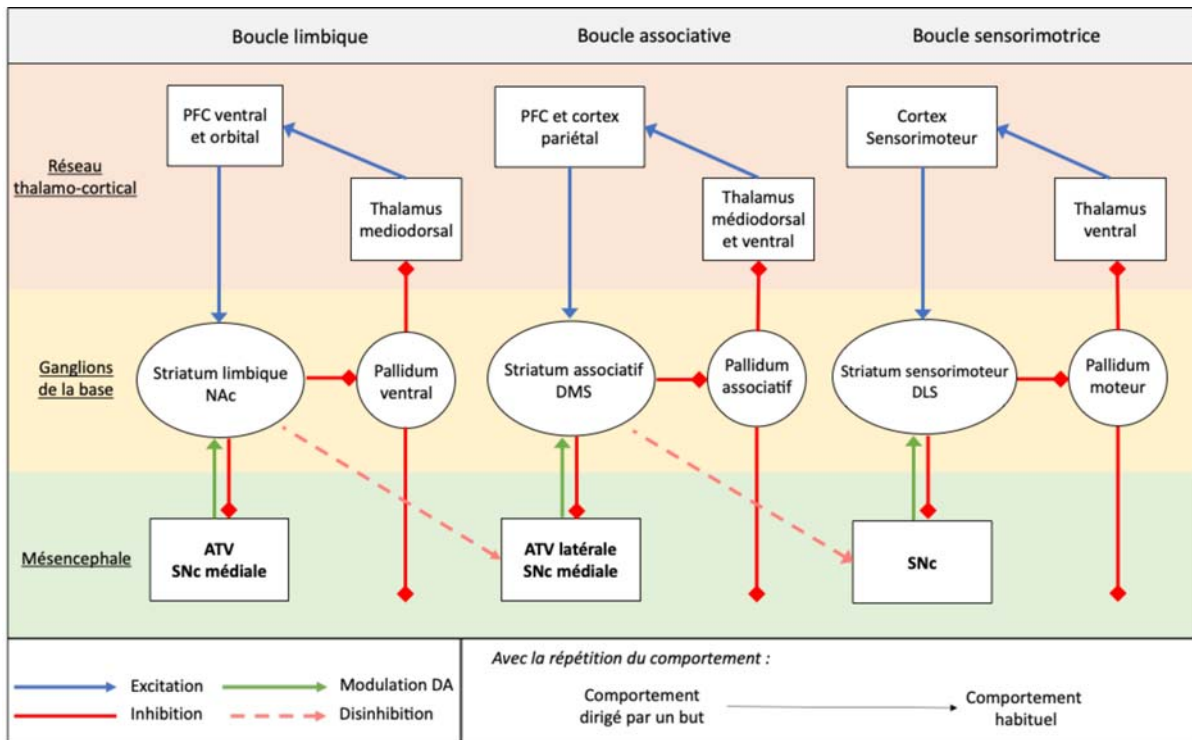 Boucle limbique
Boucle associative
Boucle sensorimotrice
Réseau
thalamo-cortical
PFC ventral
et orbital
Thalamus
mediodorsal
PFC et cortex
pariétal
Thalamus
médiodorsal
et ventral
Cortex
Sensorimoteur
Thalamus
ventral
Ganglions
de la base
Striatum limbique
NAc
Pallidum
ventral
Striatum associatif
DMS
Pallidum
associatif
Striatum sensorimoteur
DLS
Pallidum
moteur
Mésencephale
ATV
SNc médiale
ATV latérale
SNc médiale
SNc
Excitation
Modulation DA
Inhibition
Disinhibition
Avec la répétition du comportement :
Comportement
dirigé par un but
Comportement
habituel